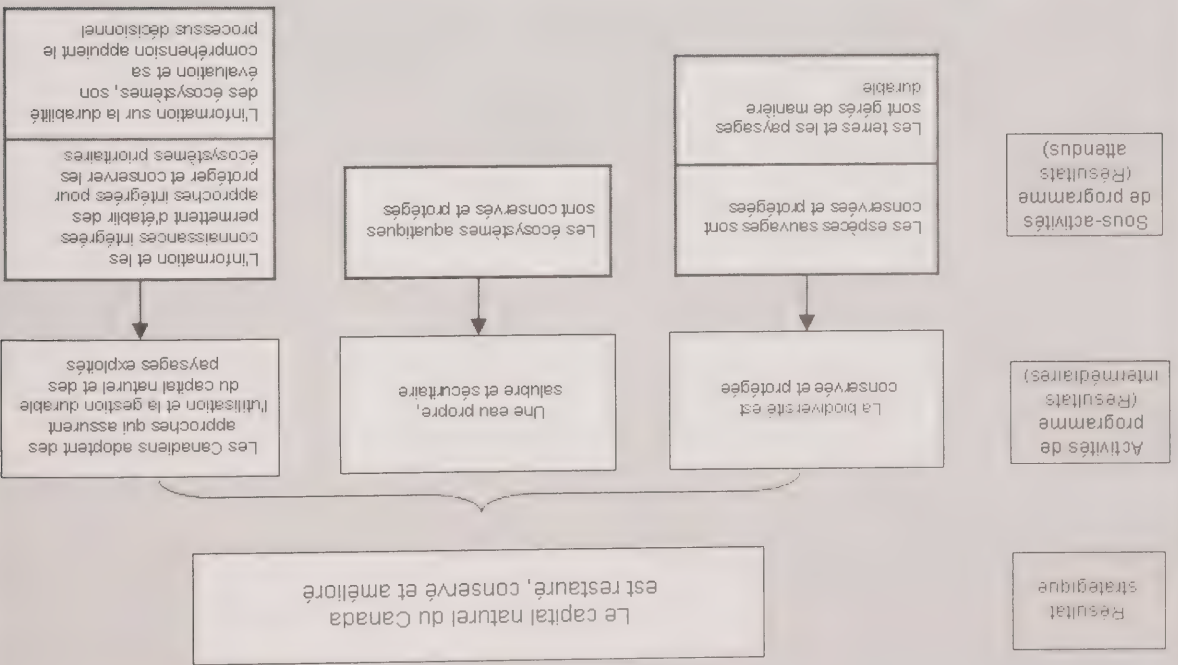 Résultat
stratégique
Le capital naturel du Canada
est restauré, conservé et amélioré
Activités de
programme
(Résultats
intermédiaires)
La biodiversité est
conservée et protégée
Une eau propre,
salubre et sécuritaire
Les Canadiens adoptent des
approches qui assurent
l'utilisation et la gestion durable
du capital naturel et des
paysages exploités
Sous-activités
de programme
(Résultats
attendus)
Les espèces sauvages sont
conservées et protégées
Les terres et les paysages
sont gérés de manière
durable
Les écosystèmes aquatiques
sont conservés et protégés
L'information et les
connaissances intégrées
permettent d'établir des
approches intégrées pour
protéger et conserver les
écosystèmes prioritaires
L'information sur la durabilité
des écosystèmes, son
évaluation et sa
compréhension appuient le
processus décisionnel